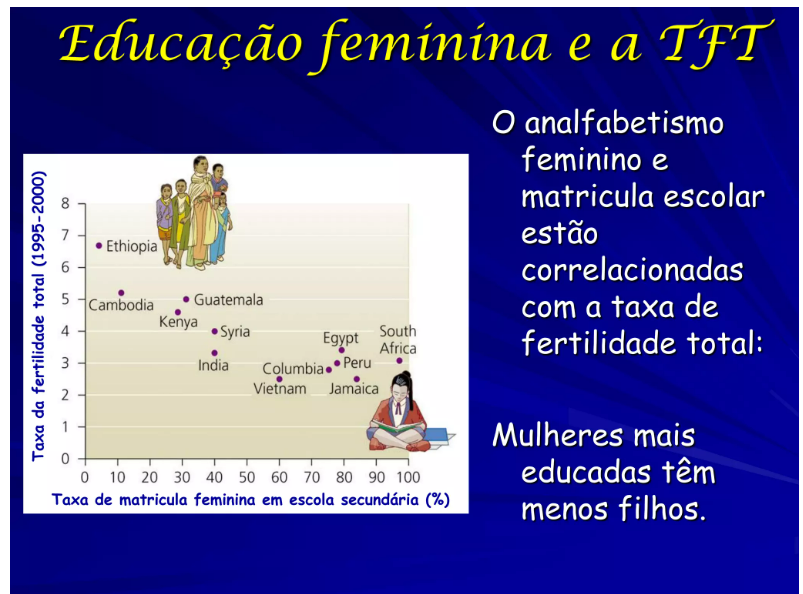 Educação feminina e a TFT
O analfabetismo
feminino e
matricula escolar
estão
correlacionadas
com a taxa de
fertilidade total:
Mulheres mais
educadas têm
menos filhos.
Taxa da fertilidade total (1995-2000)
8
7
6
5
4
3
2
1
0
Ethiopia
Cambodia
Guatemala
Kenya
Syria
India
Egypt
South
Africa
Columbia
Peru
Vietnam
Jamaica
0 10 20 30 40 50 60 70 80 90 100
Taxa de matricula feminina em escola secundária (%)